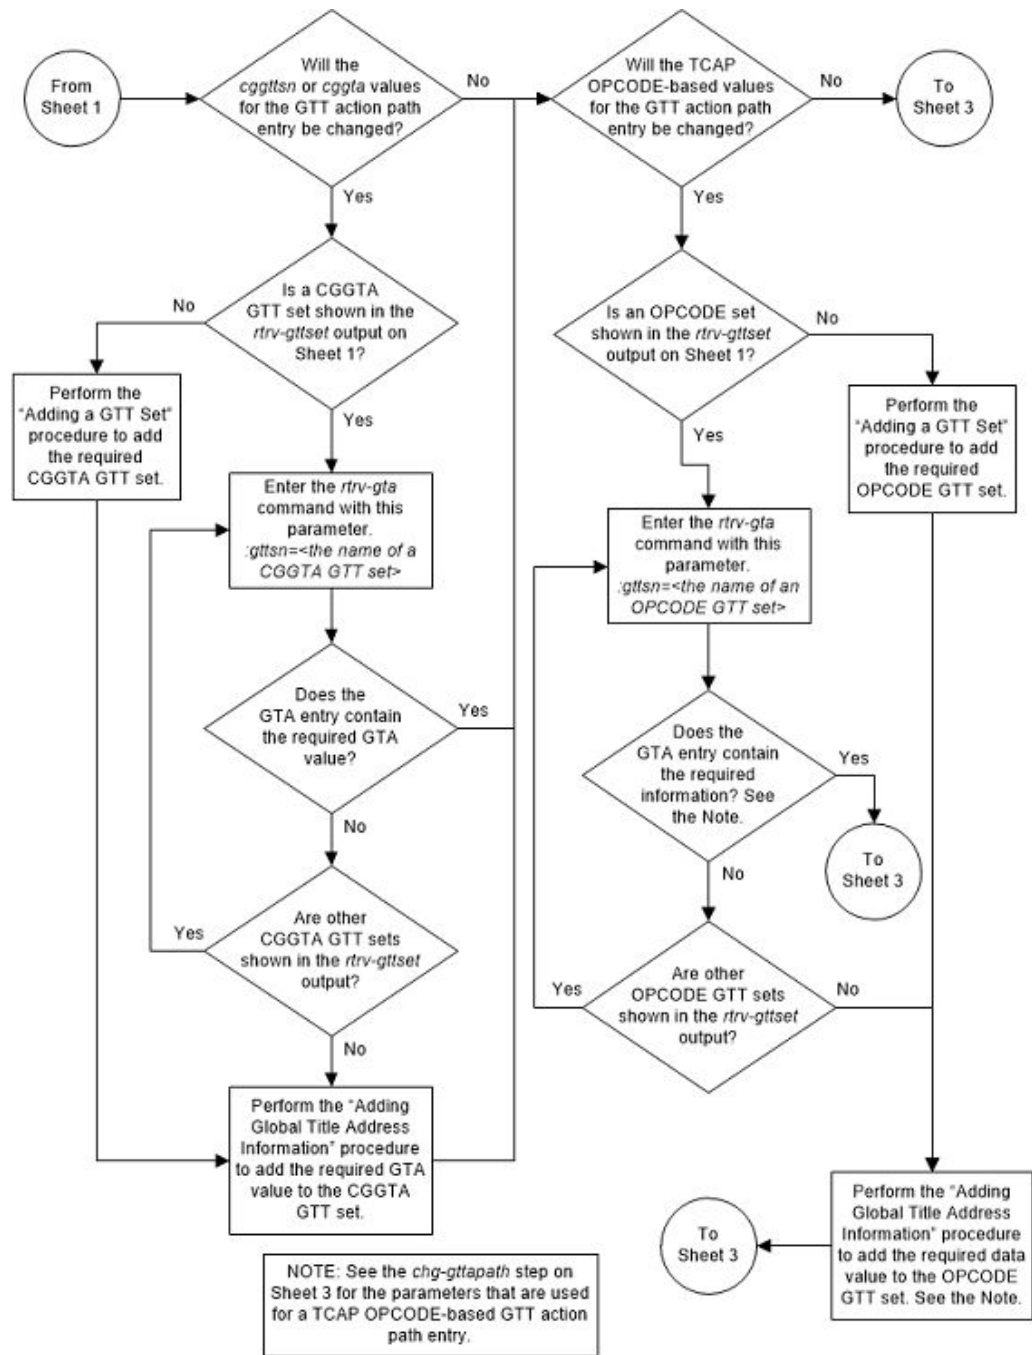 From
Sheet 1
Will the
cggttsn or cggta values
for the GTT action path
entry be changed?
No
Yes
Will the TCAP
OPCODE-based values
for the GTT action path
entry be changed?
No
Yes
To
Sheet 3
Is a CGGTA
GTT set shown in the
rtrv-gttset output on
Sheet 1?
No
Yes
Is an OPCODE set
shown in the rtrv-gttset
output on Sheet 1?
No
Yes
Perform the
"Adding a GTT Set"
procedure to add
the required
CGGTA GTT set.
Perform the
"Adding a GTT Set"
procedure to add
the required
OPCODE GTT set.
Enter the rtrv-gta
command with this
parameter.
:gttsn=<the name of a
CGGTA GTT set>
Enter the rtrv-gta
command with this
parameter.
:gttsn=<the name of an
OPCODE GTT set>
Does the
GTA entry contain
the required GTA
value?
Yes
No
Does the
GTA entry contain
the required
information? See
the Note.
Yes
No
To
Sheet 3
Are other
CGGTA GTT sets
shown in the rtrv-gttset
output?
Yes
No
Are other
OPCODE GTT sets
shown in the rtrv-gttset
output?
Yes
No
Perform the "Adding
Global Title Address
Information" procedure
to add the required GTA
value to the CGGTA
GTT set.
Perform the "Adding
Global Title Address
Information" procedure
to add the required data
value to the OPCODE
GTT set. See the Note.
To
Sheet 3
NOTE: See the chg-gttapath step on
Sheet 3 for the parameters that are used
for a TCAP OPCODE-based GTT action
path entry.